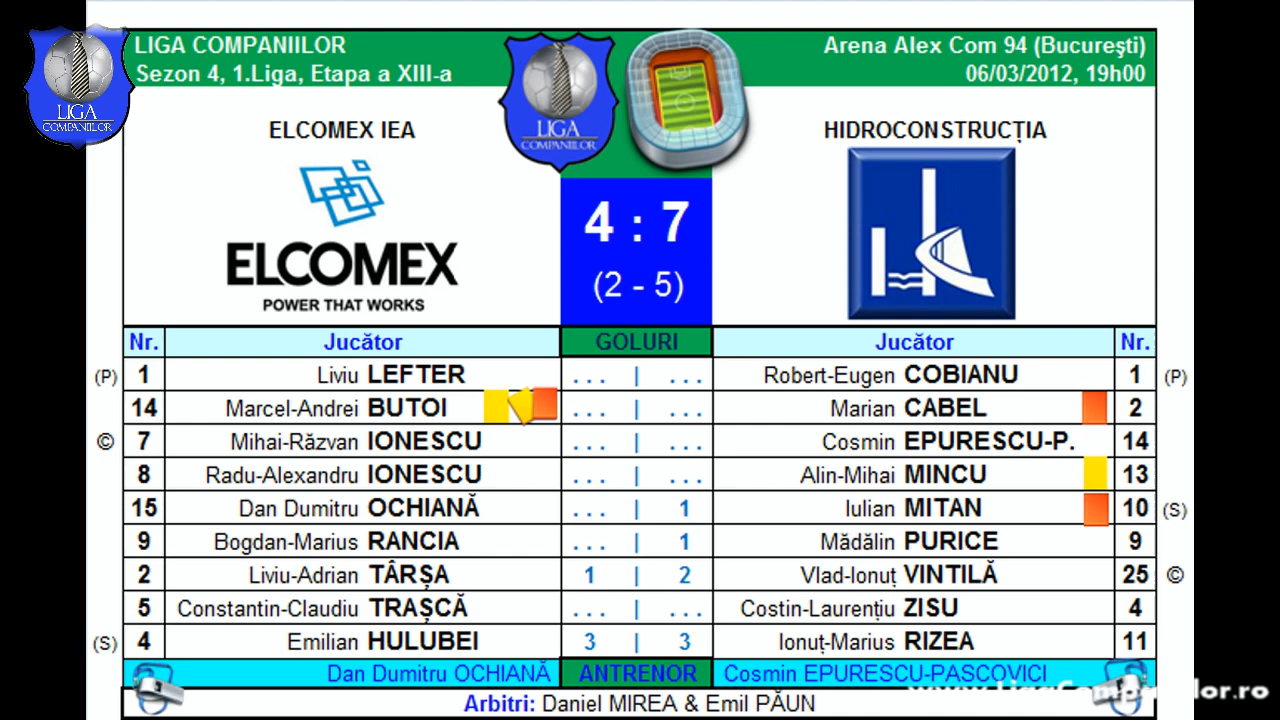 LIGA COMPANIILOR
Sezon 4, 1.Liga, Etapa a XIII-a
Arena Alex Com 94 (Bucureşti)
06/03/2012, 19h00
LIGA
COMPANIILOR
LIGA
COMPANIILOR
ELCOMEX IEA
HIDROCONSTRUCȚIA
ELCOMEX
POWER THAT WORKS
4 : 7
(2 - 5)
Nr. Jucător GOLURI Jucător Nr.
(P) 1 Liviu LEFTER ... | ... Robert-Eugen COBIANU 1 (P)
14 Marcel-Andrei BUTOI ... | ... Marian CABEL 2
© 7 Mihai-Răzvan IONESCU ... | ... Cosmin EPURESCU-P. 14
8 Radu-Alexandru IONESCU ... | ... Alin-Mihai MINCU 13
15 Dan Dumitru OCHIANĂ ... | 1 Iulian MITAN 10 (S)
9 Bogdan-Marius RANCIA ... | 1 Mădălin PURICE 9
2 Liviu-Adrian TÂRȘA 1 | 2 Vlad-Ionuț VINTILĂ 25 ©
5 Constantin-Claudiu TRAȘCĂ ... | ... Costin-Laurențiu ZISU 4
(S) 4 Emilian HULUBEI 3 | 3 Ionuț-Marius RIZEA 11
Dan Dumitru OCHIANĂ ANTRENOR Cosmin EPURESCU-PASCOVICI
Arbitri: Daniel MIREA & Emil PĂUN
www.LigaCompaniilor.ro